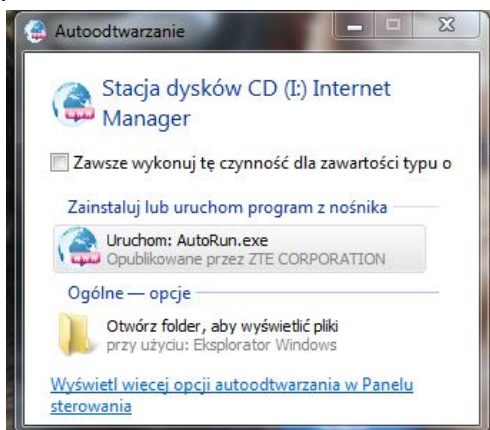 Autoodtwarzanie
Stacja dysków CD (I:) Internet
Manager
Zawsze wykonuj tę czynność dla zawartości typu o
Zainstaluj lub uruchom program z nośnika
Uruchom: AutoRun.exe
Opublikowane przez ZTE CORPORATION
Ogólne — opcje
Otwórz folder, aby wyświetlić pliki
przy użyciu: Eksplorator Windows
Wyświetl wiecej opcji autoodtwarzania w Panelu
sterowania